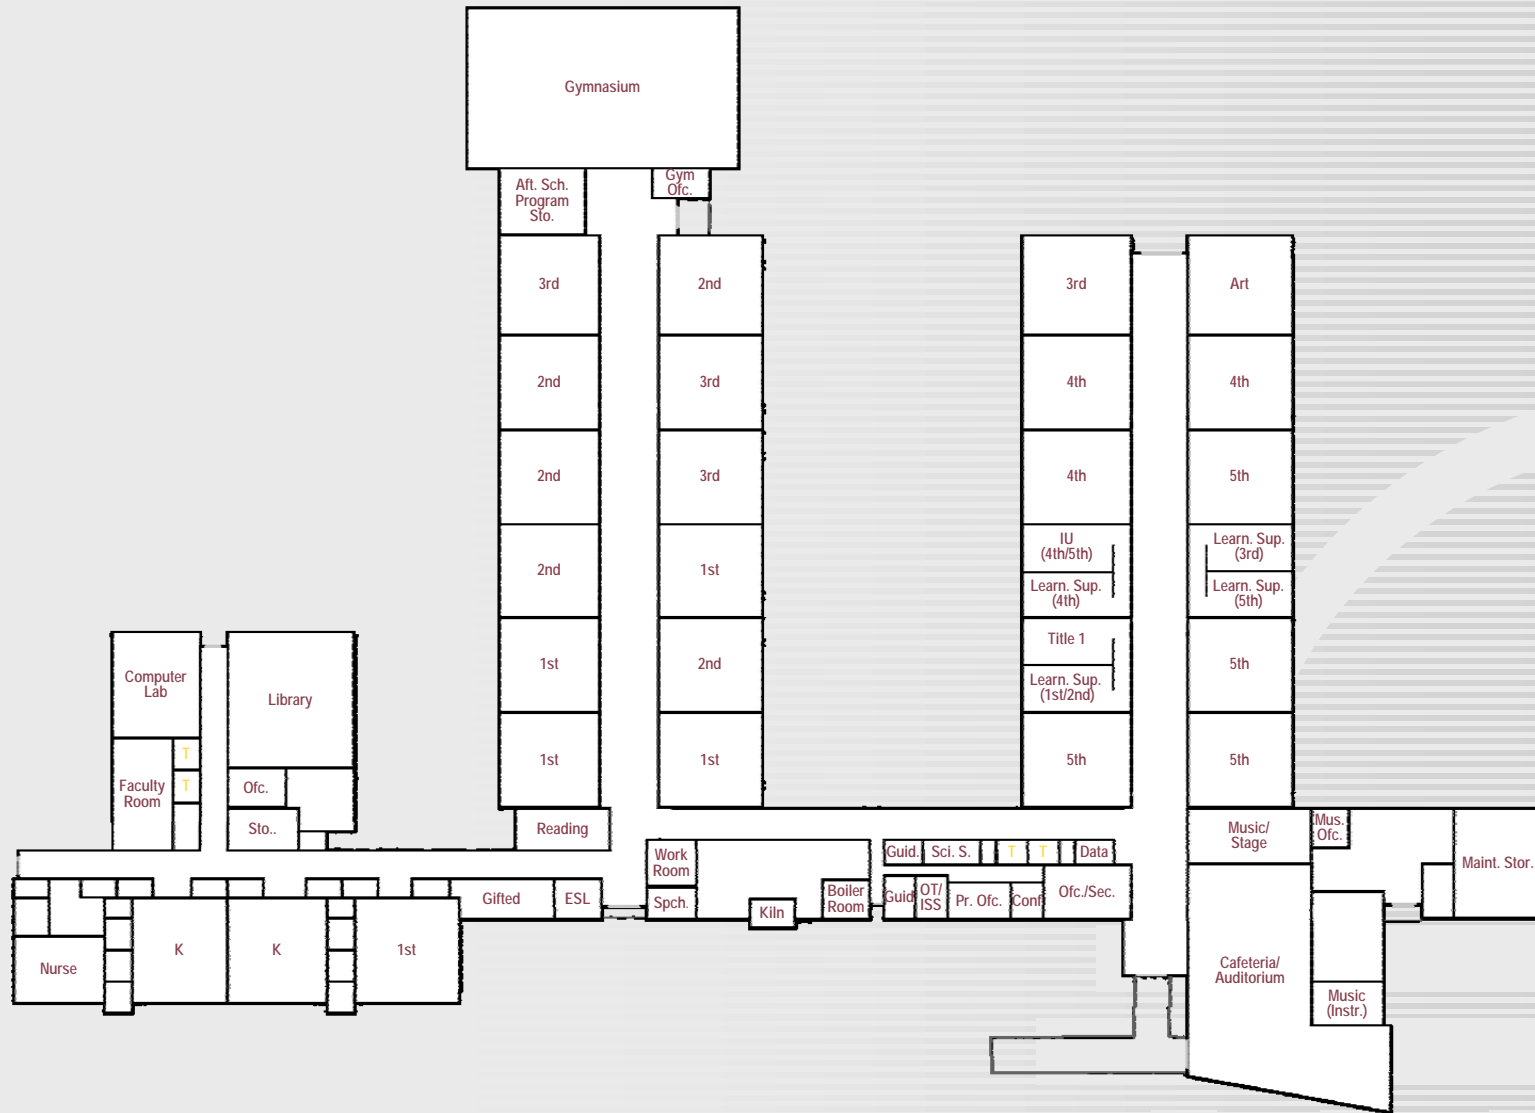 Gymnasium
Aft. Sch.
Program
Sto.
Gym
Ofc.
3rd
2nd
3rd
Art
2nd
3rd
4th
4th
2nd
3rd
4th
5th
2nd
1st
IU
(4th/5th)
Learn. Sup.
(4th)
Learn. Sup.
(3rd)
Learn. Sup.
(5th)
1st
2nd
Title 1
Learn. Sup.
(1st/2nd)
5th
1st
1st
5th
5th
Computer
Lab
Library
T
T
Faculty
Room
Ofc.
Sto..
Reading
Work
Room
Spch.
Kiln
Boiler
Room
Guid.
Sci. S.
T
T
Data
Guid
OT/
ISS
Pr. Ofc.
Conf
Ofc./Sec.
Music/
Stage
Mus.
Ofc.
Maint. Stor.
Gifted
ESL
Nurse
K
K
1st
Cafeteria/
Auditorium
Music
(Instr.)